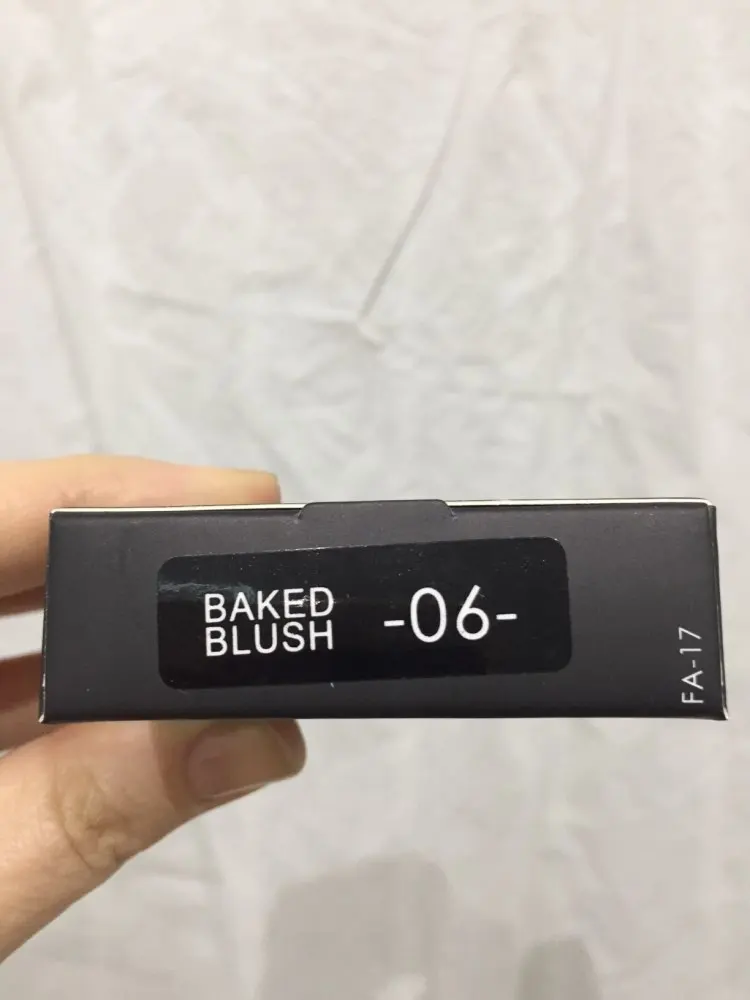 BAKED
BLUSH
-06-
FA-17